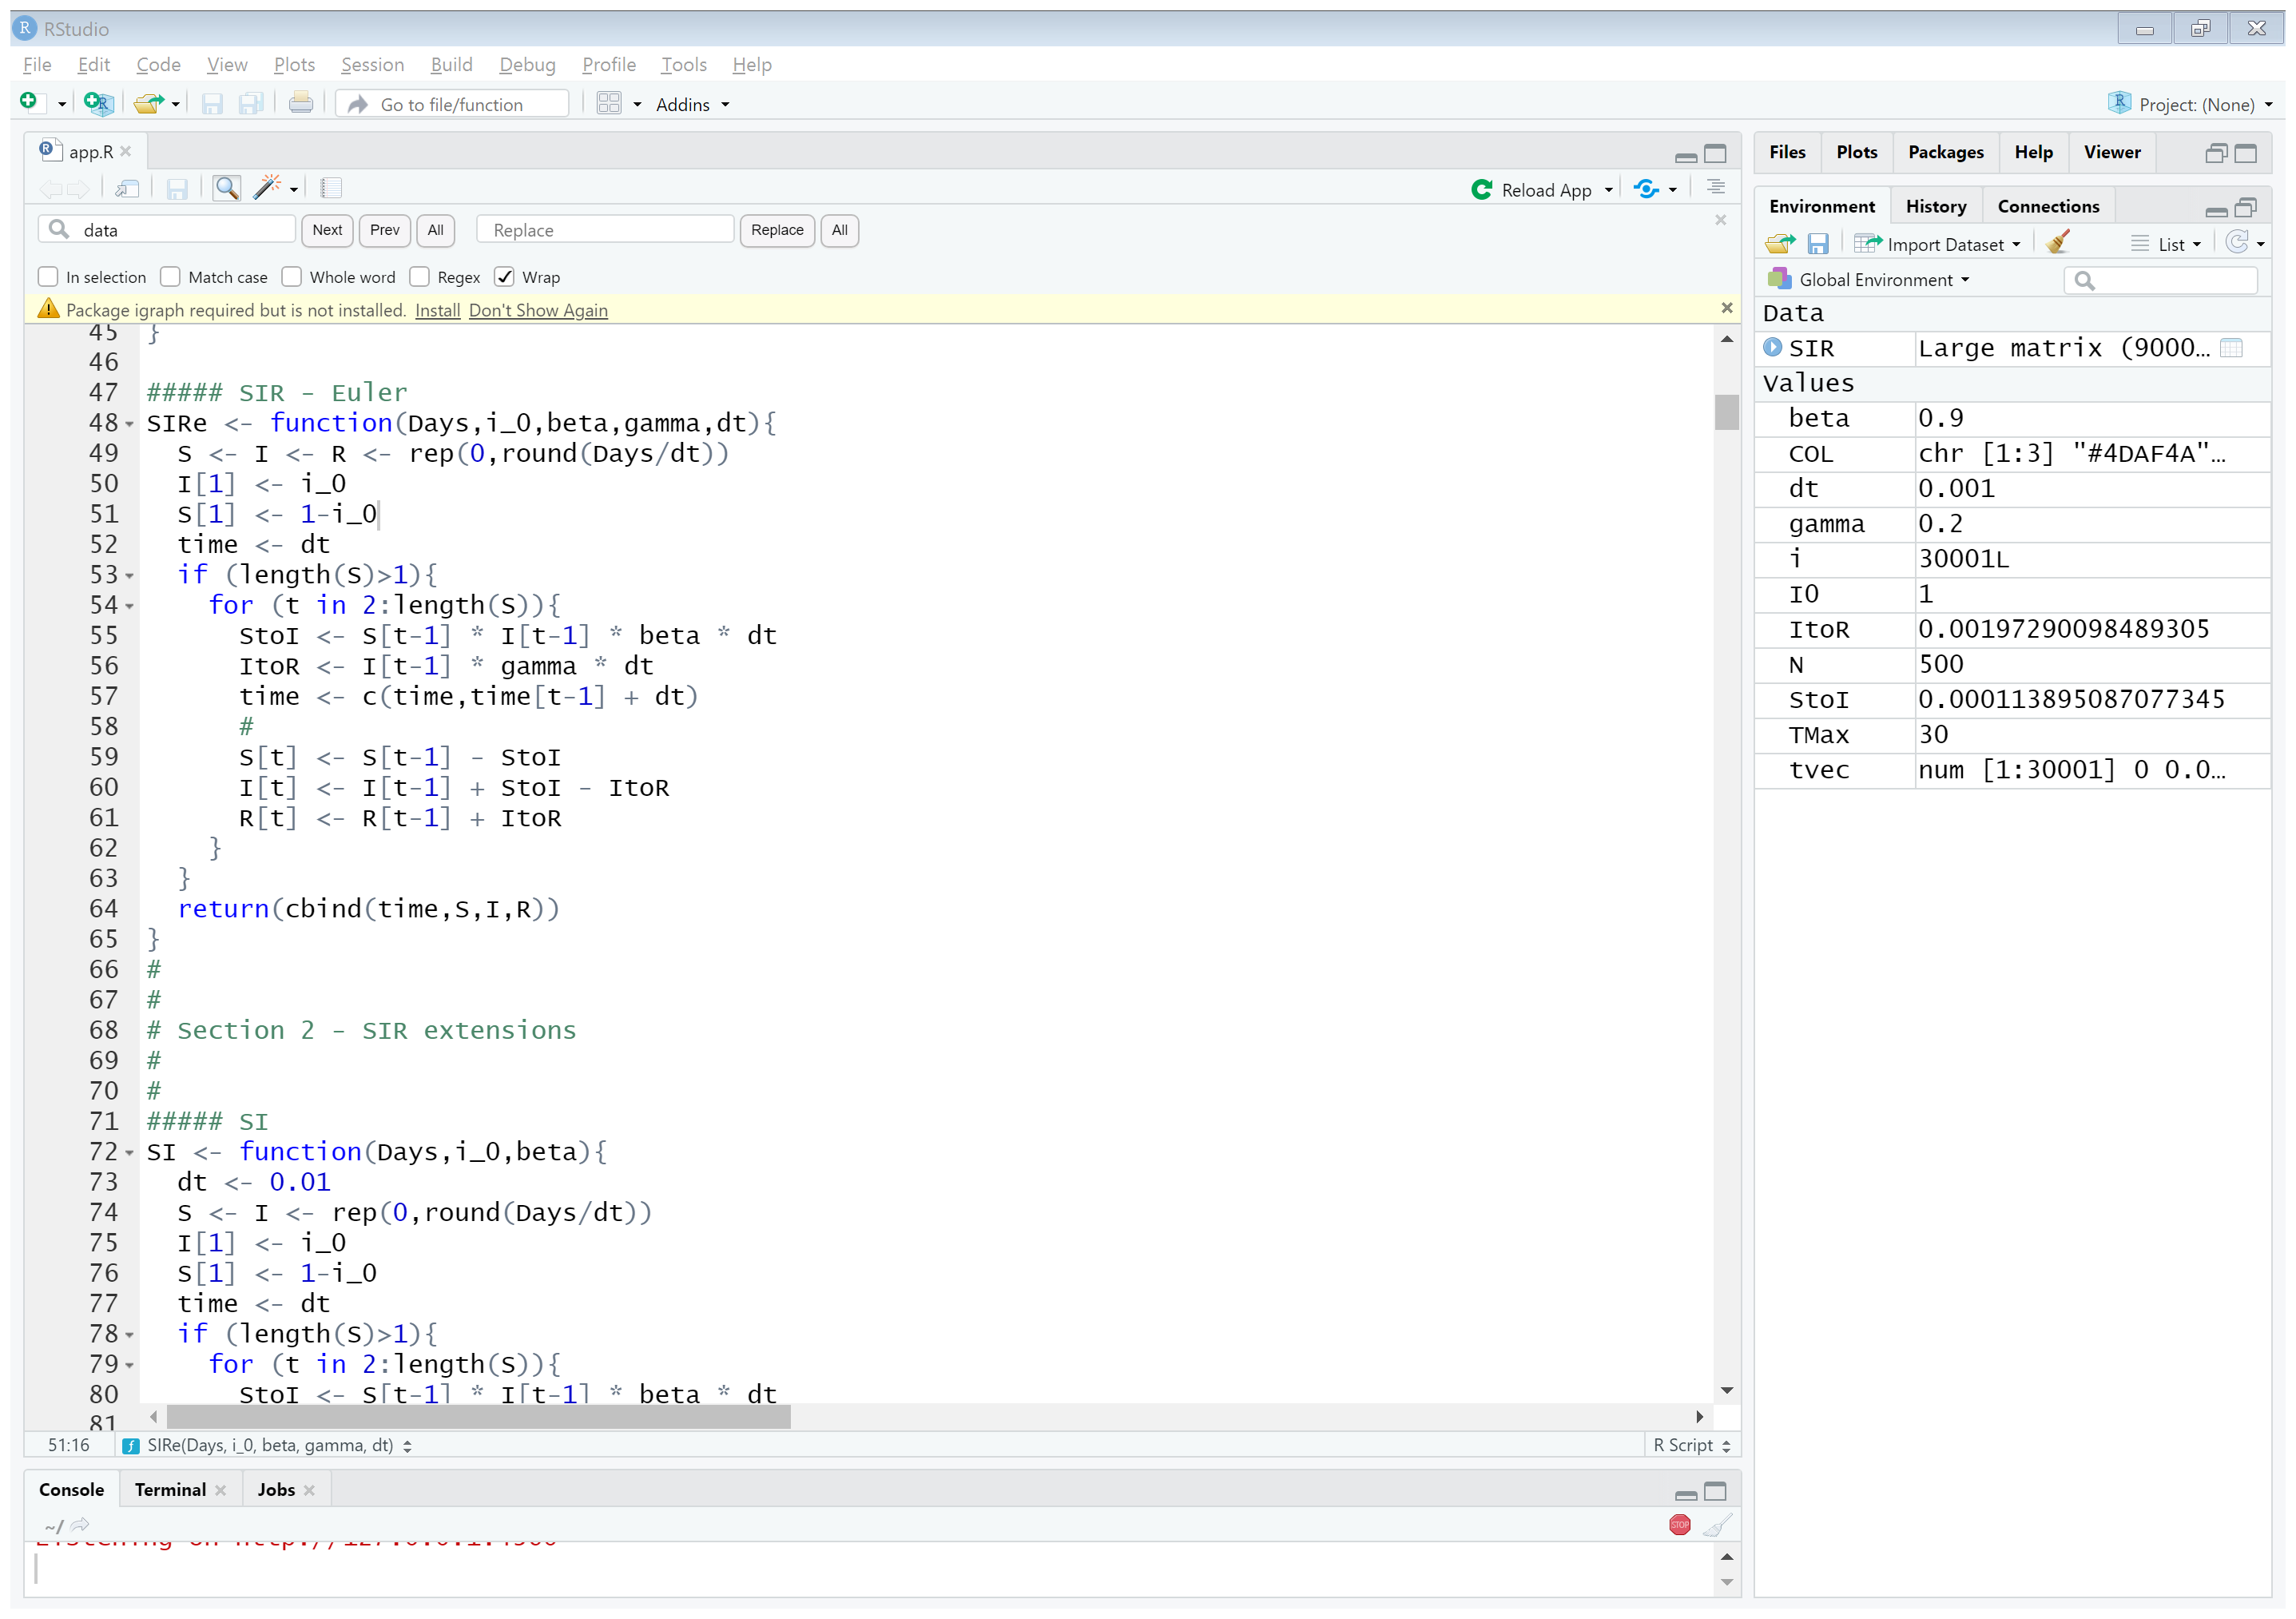 RStudio
File Edit Code View Plots Session Build Debug Profile Tools Help
Go to file/function Addins Project: (None)
app.R
Reload App
data Next Prev All Replace Replace All
In selection Match case Whole word Regex Wrap
Package igraph required but is not installed. Install Don't Show Again
45 }
46
47 ##### SIR - Euler
48 SIRe <- function(Days,i_0,beta,gamma,dt){
49 S <- I <- R <- rep(0,round(Days/dt))
50 I[1] <- i_0
51 S[1] <- 1-i_0
52 time <- dt
53 if (length(S)>1){
54 for (t in 2:length(S)){
55 StoI <- S[t-1] * I[t-1] * beta * dt
56 ItoR <- I[t-1] * gamma * dt
57 time <- c(time,time[t-1] + dt)
58 #
59 S[t] <- S[t-1] - StoI
60 I[t] <- I[t-1] + StoI - ItoR
61 R[t] <- R[t-1] + ItoR
62 }
63 }
64 return(cbind(time,S,I,R))
65 }
66 #
67 #
68 # Section 2 - SIR extensions
69 #
70 #
71 ##### SI
72 SI <- function(Days,i_0,beta){
73 dt <- 0.01
74 S <- I <- rep(0,round(Days/dt))
75 I[1] <- i_0
76 S[1] <- 1-i_0
77 time <- dt
78 if (length(S)>1){
79 for (t in 2:length(S)){
80 StoI <- S[t-1] * I[t-1] * beta * dt
81
51:16 SIRe(Days, i_0, beta, gamma, dt) R Script
Console Terminal Jobs
~/ STOP
Listening on
Files Plots Packages Help Viewer
Environment History Connections
Import Dataset List
Global Environment
Data
SIR Large matrix (9000...
Values
beta 0.9
COL chr [1:3] "#4DAF4A"...
dt 0.001
gamma 0.2
i 30001L
I0 1
ItoR 0.00197290098489305
N 500
StoI 0.000113895087077345
TMax 30
tvec num [1:30001] 0 0.0...